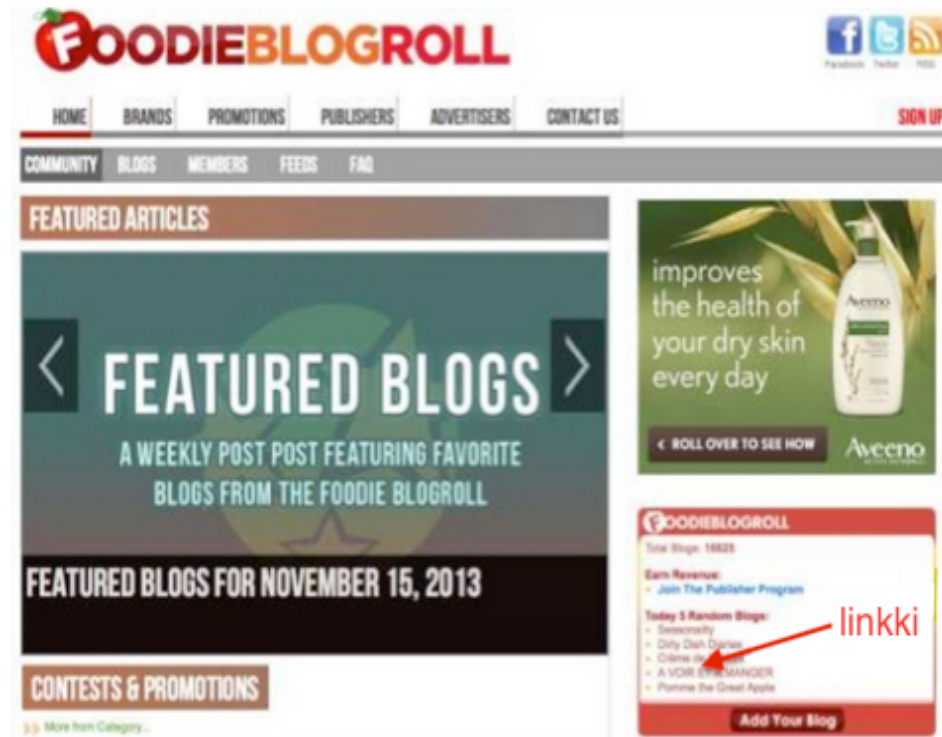 FOODIEBLOGROLL
Facebook Twitter RSS
HOME BRANDS PROMOTIONS PUBLISHERS ADVERTISERS CONTACT US SIGN UP
COMMUNITY BLOGS MEMBERS FEEDS FAQ
FEATURED ARTICLES
FEATURED BLOGS
A WEEKLY POST POST FEATURING FAVORITE
BLOGS FROM THE FOODIE BLOGROLL
FEATURED BLOGS FOR NOVEMBER 15, 2013
CONTESTS & PROMOTIONS
More from Category...
improves
the health of
your dry skin
every day
Aveeno
< ROLL OVER TO SEE HOW
Aveeno
FOODIEBLOGROLL
Total Blogs: 16625
Earn Revenue:
Join The Publisher Program
Today 5 Random Blogs:
Seasonality
Dirty Dish Diaries
Crème de
A VOIR MANGER
Pomme the Great Apple
Add Your Blog
linkki